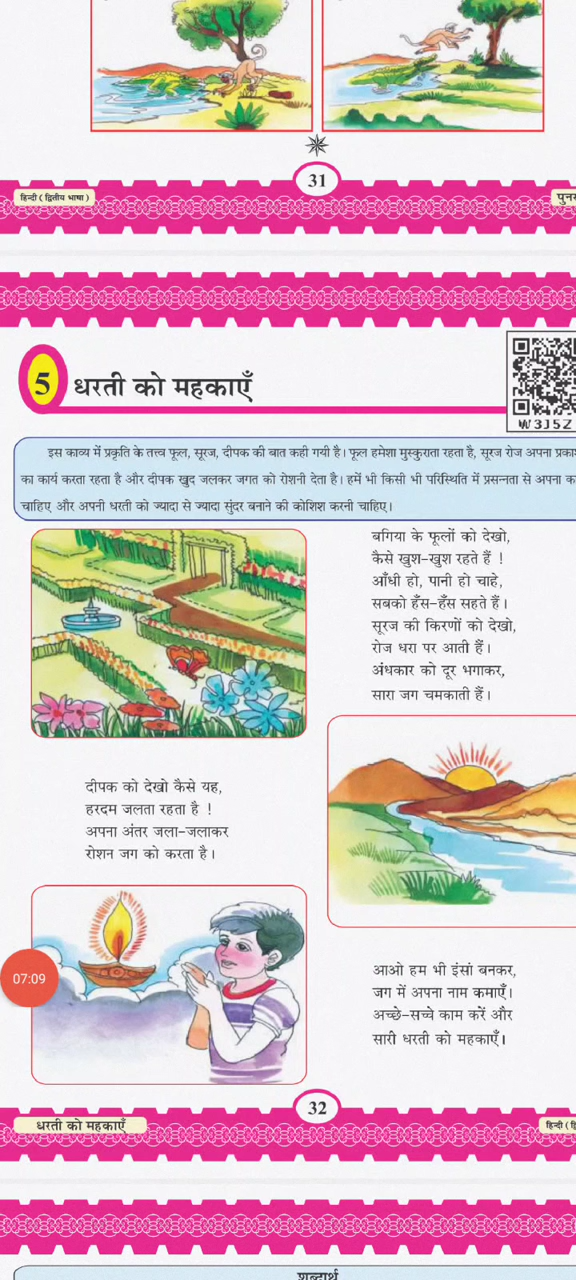 31
हिन्दी ( द्वितीय भाषा )
5 धरती को महकाएँ
W3J5Z
इस काव्य में प्रकृति के तत्त्व फूल, सूरज, दीपक की बात कही गयी है। फूल हमेशा मुस्कुराता रहता है, सूरज रोज अपना
का कार्य करता रहता है और दीपक खुद जलकर जगत को रोशनी देता है। हमें भी किसी भी परिस्थिति में प्रसन्नता से अपना
चाहिए और अपनी धरती को ज्यादा से ज्यादा सुंदर बनाने की कोशिश करनी चाहिए।
बगिया के फूलों को देखो,
कैसे खुश-खुश रहते हैं !
आँधी हो, पानी हो चाहे,
सबको हँस-हँस सहते हैं।
सूरज की किरणों को देखो,
रोज धरा पर आती हैं।
अंधकार को दूर भगाकर,
सारा जग चमकाती हैं।
दीपक को देखो कैसे यह,
हरदम जलता रहता है !
अपना अंतर जला-जलाकर
रोशन जग को करता है।
07:09
आओ हम भी इंसां बनकर,
जग में अपना नाम कमाएँ।
अच्छे-सच्चे काम करें और
सारी धरती को महकाएँ।
32
धरती को महकाएँ
हिन्दी
शब्दार्थ